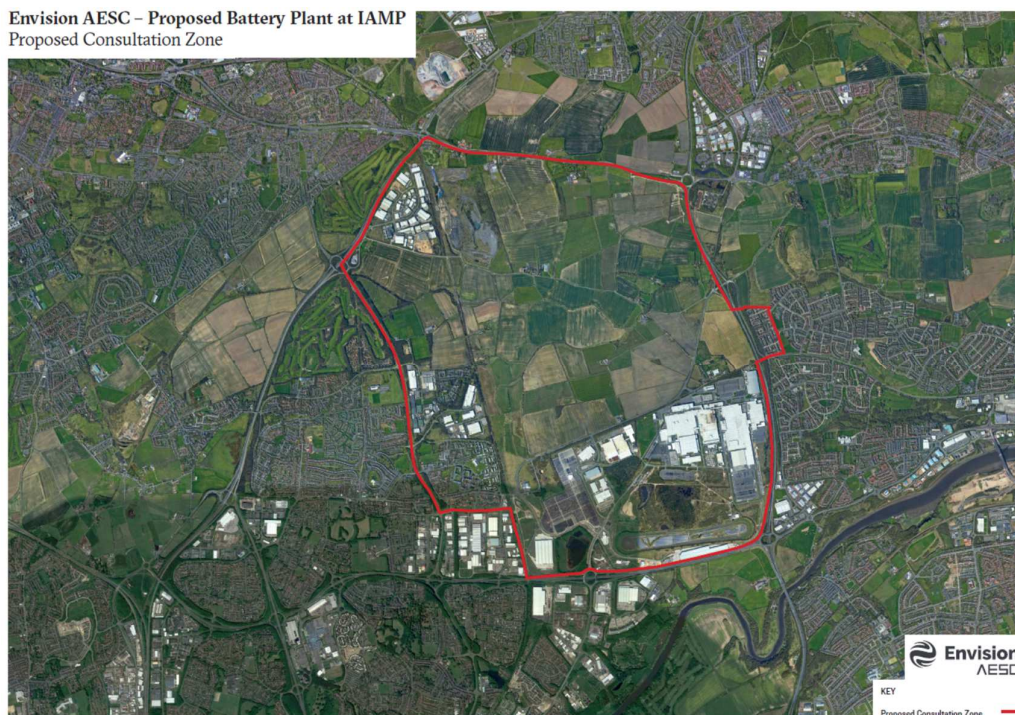 Envision AESC – Proposed Battery Plant at IAMP
Proposed Consultation Zone
Envision
AESC
KEY
Proposed Consultation Zone